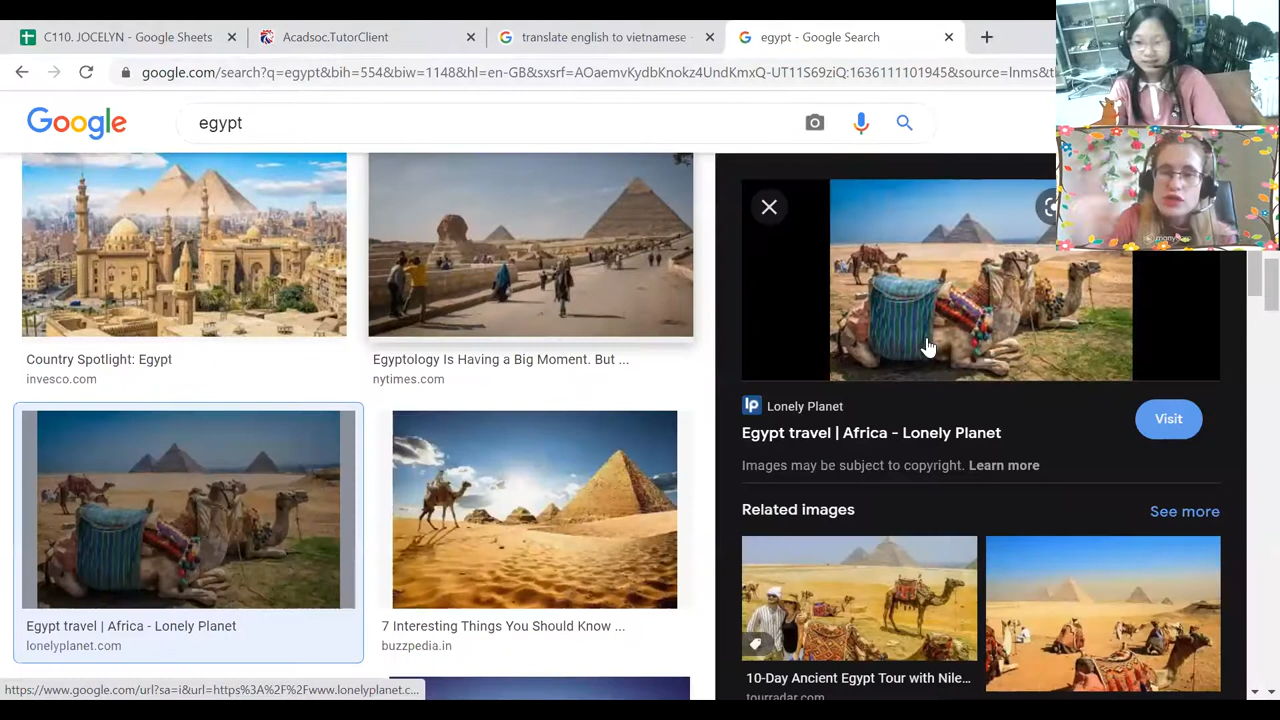 C110. JOCELYN - Google Sheets
Acadsoc.TutorClient
translate english to vietnamese -
egypt - Google Search
google.com/search?q=egypt&bih=554&biw=1148&hl=en-GB&sxsrf=AOaemvKydbKnokz4UndKmxQ-UT11S69ziQ:1636111101945&source=lnms&t
Google
egypt
Country Spotlight: Egypt
invesco.com
Egyptology Is Having a Big Moment. But ...
nytimes.com
lp Lonely Planet
Egypt travel | Africa - Lonely Planet
Visit
Images may be subject to copyright. Learn more
Related images
See more
Egypt travel | Africa - Lonely Planet
lonelyplanet.com
7 Interesting Things You Should Know ...
buzzpedia.in
10-Day Ancient Egypt Tour with Nile...
tourradar.com
https://www.google.com/url?sa=i&url=https%3A%2F%2Fwww.lonelyplanet.c...